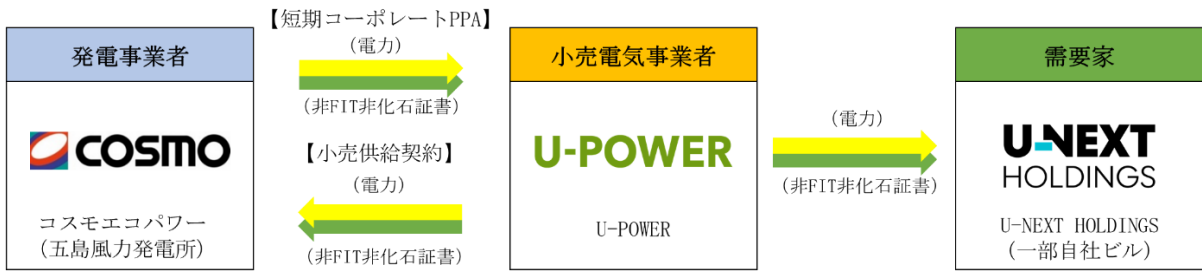 【短期コーポレートPPA】
発電事業者
(電力)
小売電気事業者
需要家
(非FIT非化石証書)
(電力)
COSMO
【小売供給契約】
U-POWER
U-NEXT
HOLDINGS
(電力)
(非FIT非化石証書)
コスモエコパワー
(五島風力発電所)
U-POWER
U-NEXT HOLDINGS
(一部自社ビル)
(非FIT非化石証書)